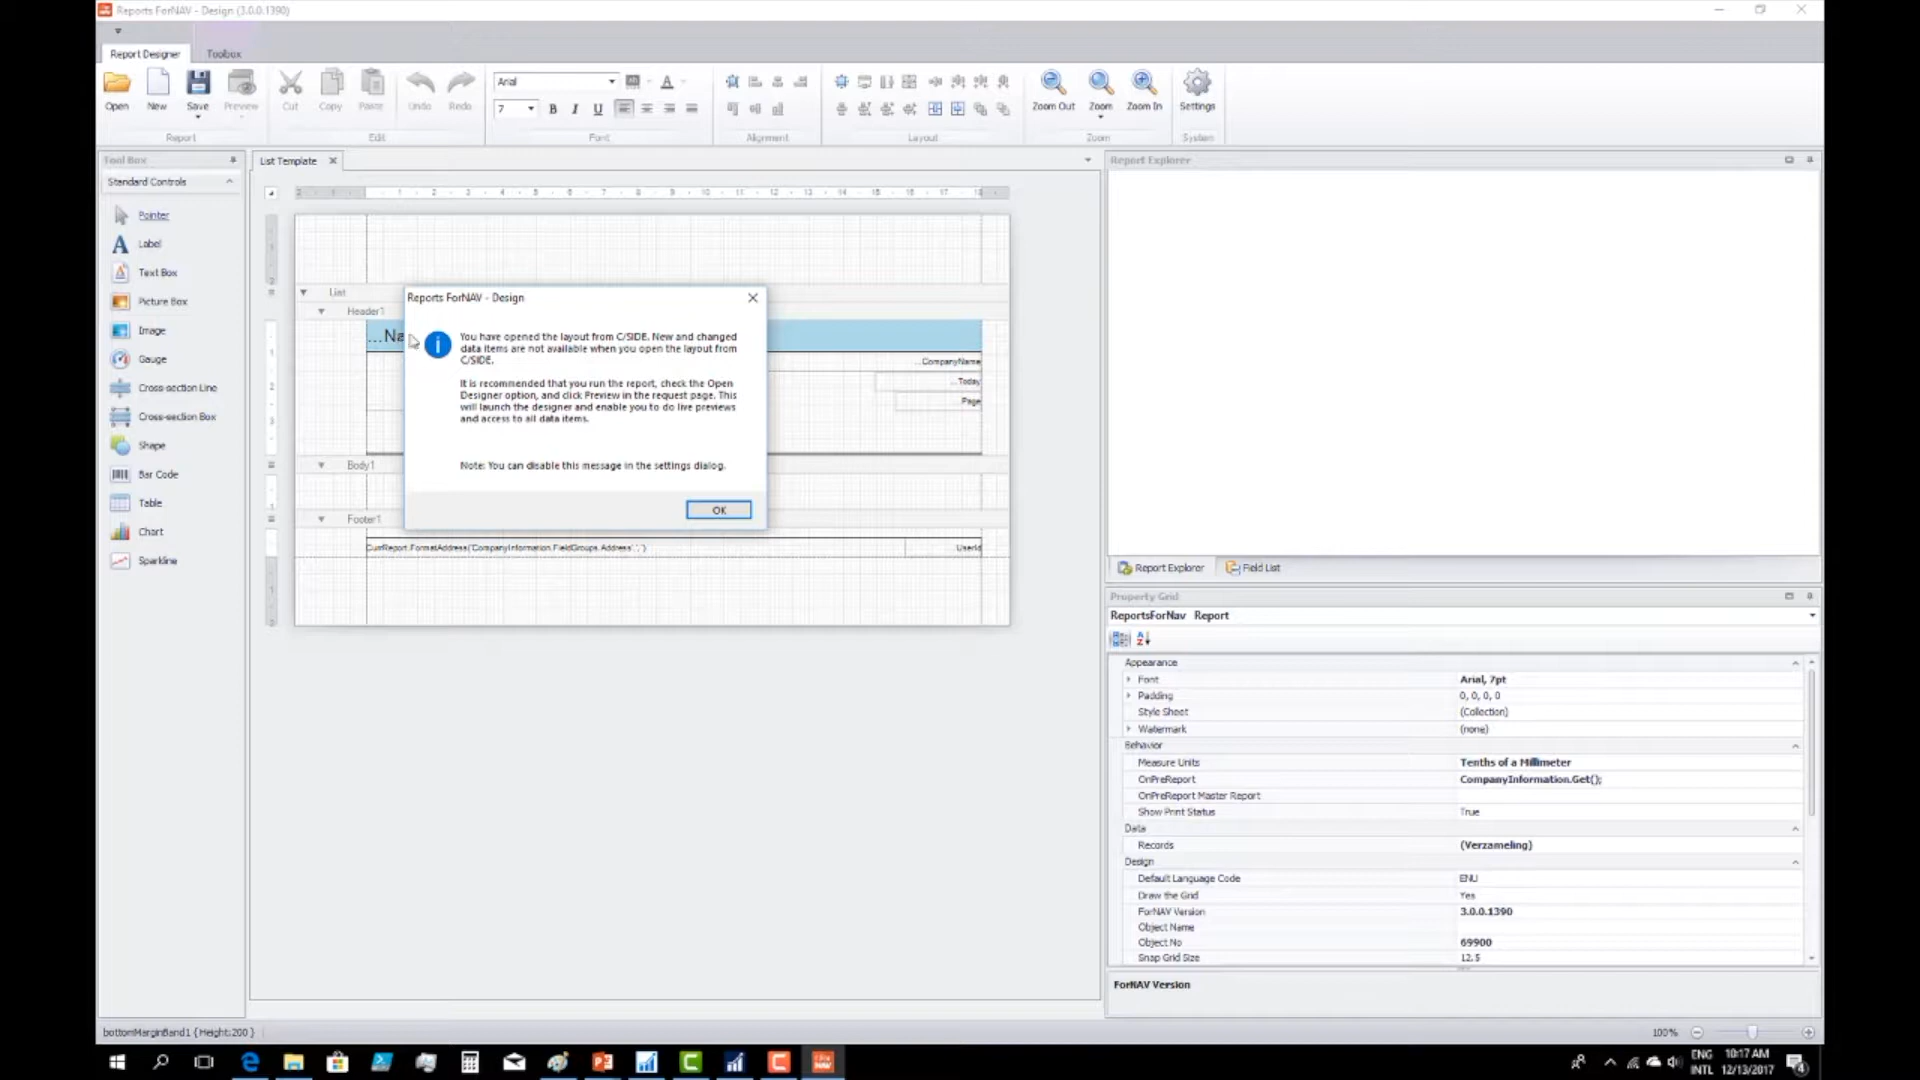 Reports ForNAV - Design (3.0.0.1390)
Report Designer
Toolbox
Open
New
Save
Preview
Report
Cut
Copy
Paste
Undo
Redo
Edit
Arial
7
B I U
Font
Alignment
Layout
Zoom Out
Zoom
Zoom In
Zoom
Settings
System
Tool Box
Standard Controls
Pointer
Label
Text Box
Picture Box
Image
Gauge
Cross-section Line
Cross-section Box
Shape
Bar Code
Table
Chart
Sparkline
List Template
List
Header1
...Na
...CompanyName
...Today
Page
Body1
Footer1
CurrReport.FormatAddress('CompanyInformation.FieldGroups.Address',', ')
UserId
Reports ForNAV - Design
You have opened the layout from C/SIDE. New and changed
data items are not available when you open the layout from
C/SIDE.
It is recommended that you run the report, check the Open
Designer option, and click Preview in the request page. This
will launch the designer and enable you to do live previews
and access to all data items.
Note: You can disable this message in the settings dialog.
OK
Report Explorer
Report Explorer
Field List
Property Grid
ReportsForNav Report
Appearance
Font Arial, 7pt
Padding 0, 0, 0, 0
Style Sheet (Collection)
Watermark (none)
Behavior
Measure Units Tenths of a Millimeter
OnPreReport CompanyInformation.Get();
OnPreReport Master Report
Show Print Status True
Data
Records (Verzameling)
Design
Default Language Code ENU
Draw the Grid Yes
ForNAV Version 3.0.0.1390
Object Name
Object No 69900
Snap Grid Size 12.5
ForNAV Version
bottomMarginBand1 { Height:200 }
100%
ENG
INTL
10:17 AM
12/13/2017
4